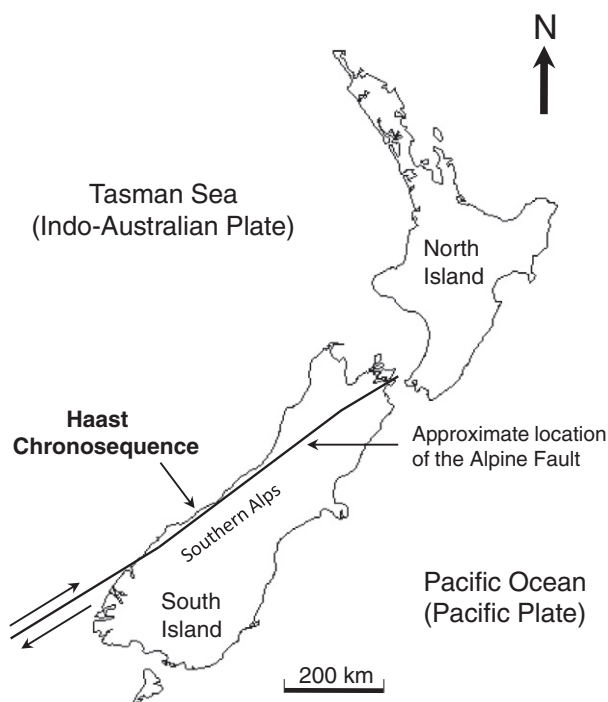 N
Tasman Sea
(Indo-Australian Plate)
North
Island
Haast
Chronosequence
Approximate location
of the Alpine Fault
Southern Alps
South
Island
Pacific Ocean
(Pacific Plate)
200 km